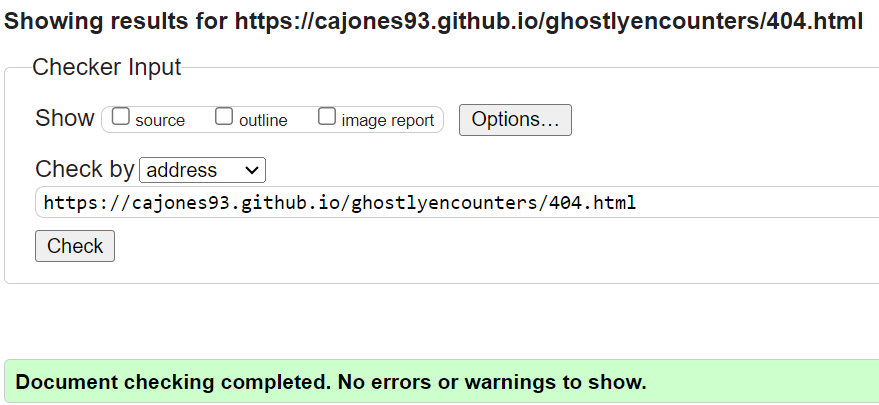 Showing results for https://cajones93.github.io/ghostlyencounters/404.html
Checker Input
Show source outline image report Options...
Check by address
https://cajones93.github.io/ghostlyencounters/404.html
Check
Document checking completed. No errors or warnings to show.